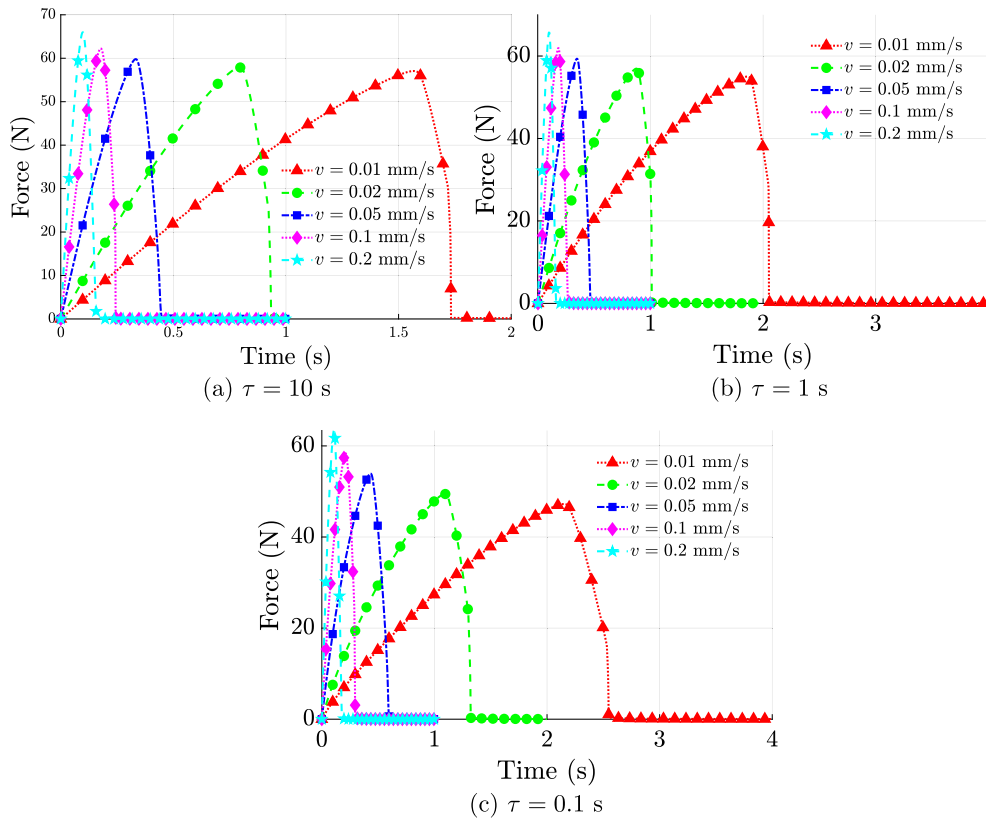 70
60
50
40
30
20
10
0
Force (N)
0
0.5
1
1.5
2
Time (s)
v = 0.01 mm/s
v = 0.02 mm/s
v = 0.05 mm/s
v = 0.1 mm/s
v = 0.2 mm/s
(a) τ = 10 s
60
40
20
0
Force (N)
0
1
2
3
Time (s)
v = 0.01 mm/s
v = 0.02 mm/s
v = 0.05 mm/s
v = 0.1 mm/s
v = 0.2 mm/s
(b) τ = 1 s
60
40
20
0
Force (N)
0
1
2
3
4
Time (s)
v = 0.01 mm/s
v = 0.02 mm/s
v = 0.05 mm/s
v = 0.1 mm/s
v = 0.2 mm/s
(c) τ = 0.1 s